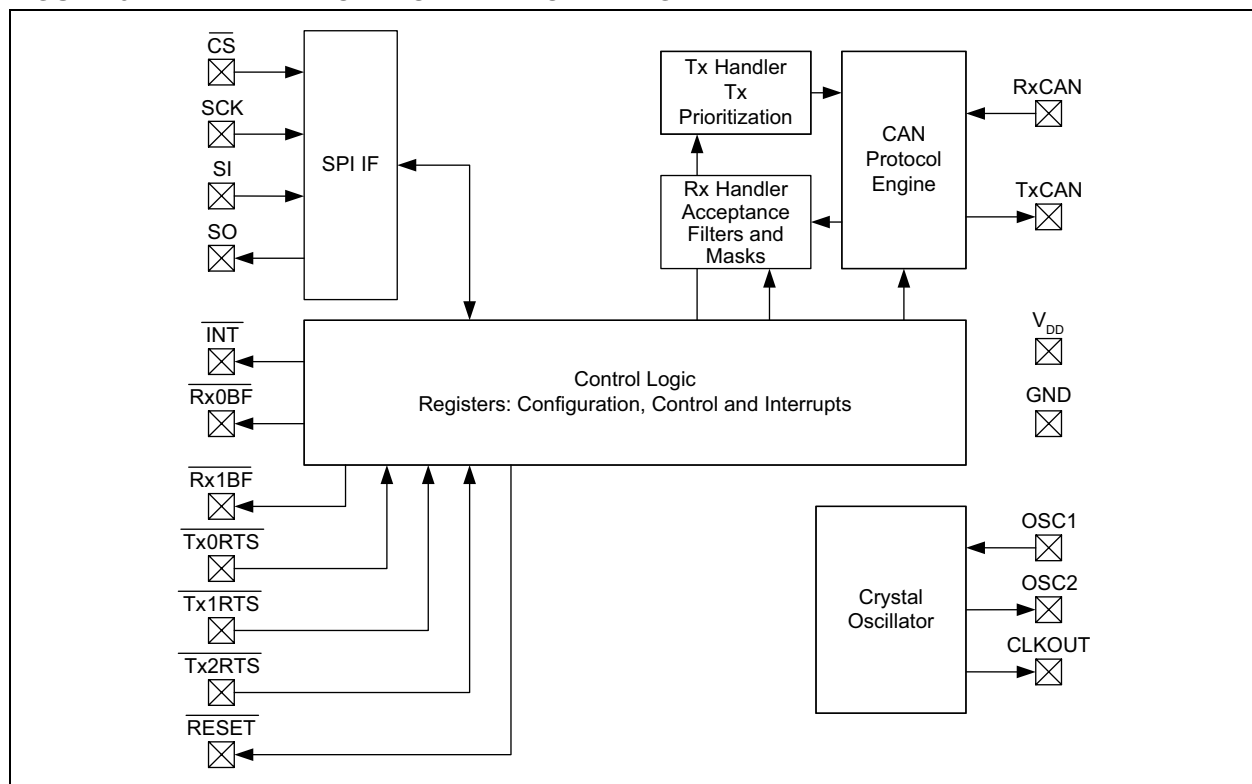 CS
SCK
SI
SO
SPI IF
Tx Handler
Tx
Prioritization
Rx Handler
Acceptance
Filters and
Masks
CAN
Protocol
Engine
RxCAN
TxCAN
INT
Rx0BF
Rx1BF
Tx0RTS
Tx1RTS
Tx2RTS
RESET
Control Logic
Registers: Configuration, Control and Interrupts
VDD
GND
Crystal
Oscillator
OSC1
OSC2
CLKOUT